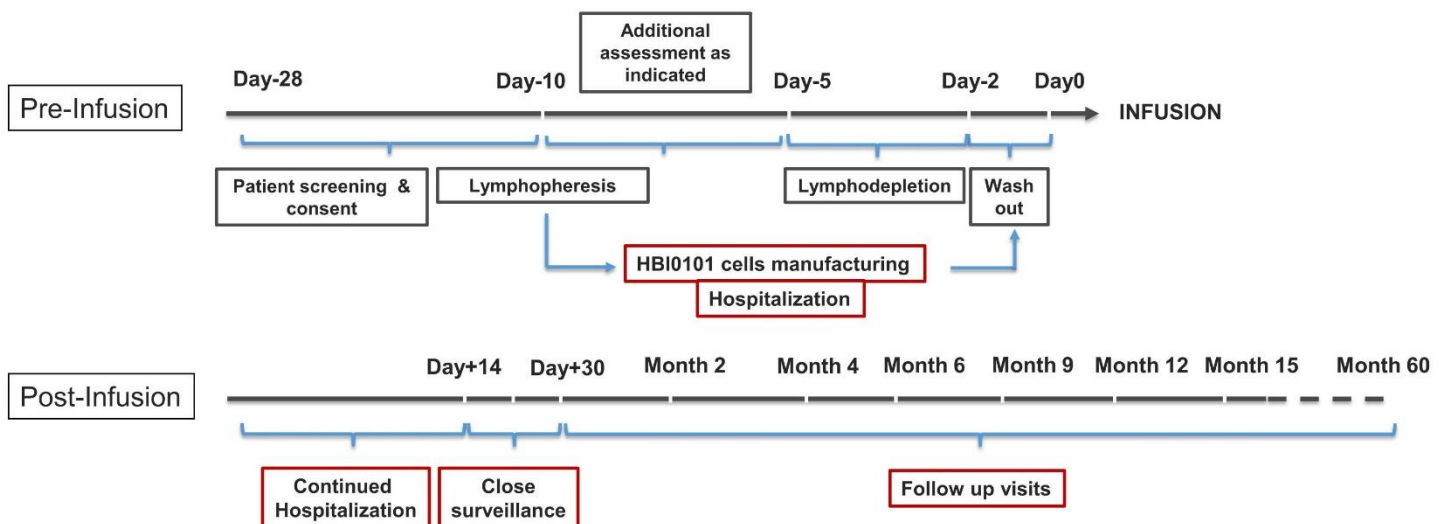 Additional
assessment as
indicated
Day-28
Day-10
Day-5
Day-2
Day0
Pre-Infusion
INFUSION
Patient screening &
consent
Lymphopheresis
Lymphodepletion
Wash
out
HBI0101 cells manufacturing
Hospitalization
Day+14
Day+30
Month 2
Month 4
Month 6
Month 9
Month 12
Month 15
Month 60
Post-Infusion
Continued
Hospitalization
Close
surveillance
Follow up visits